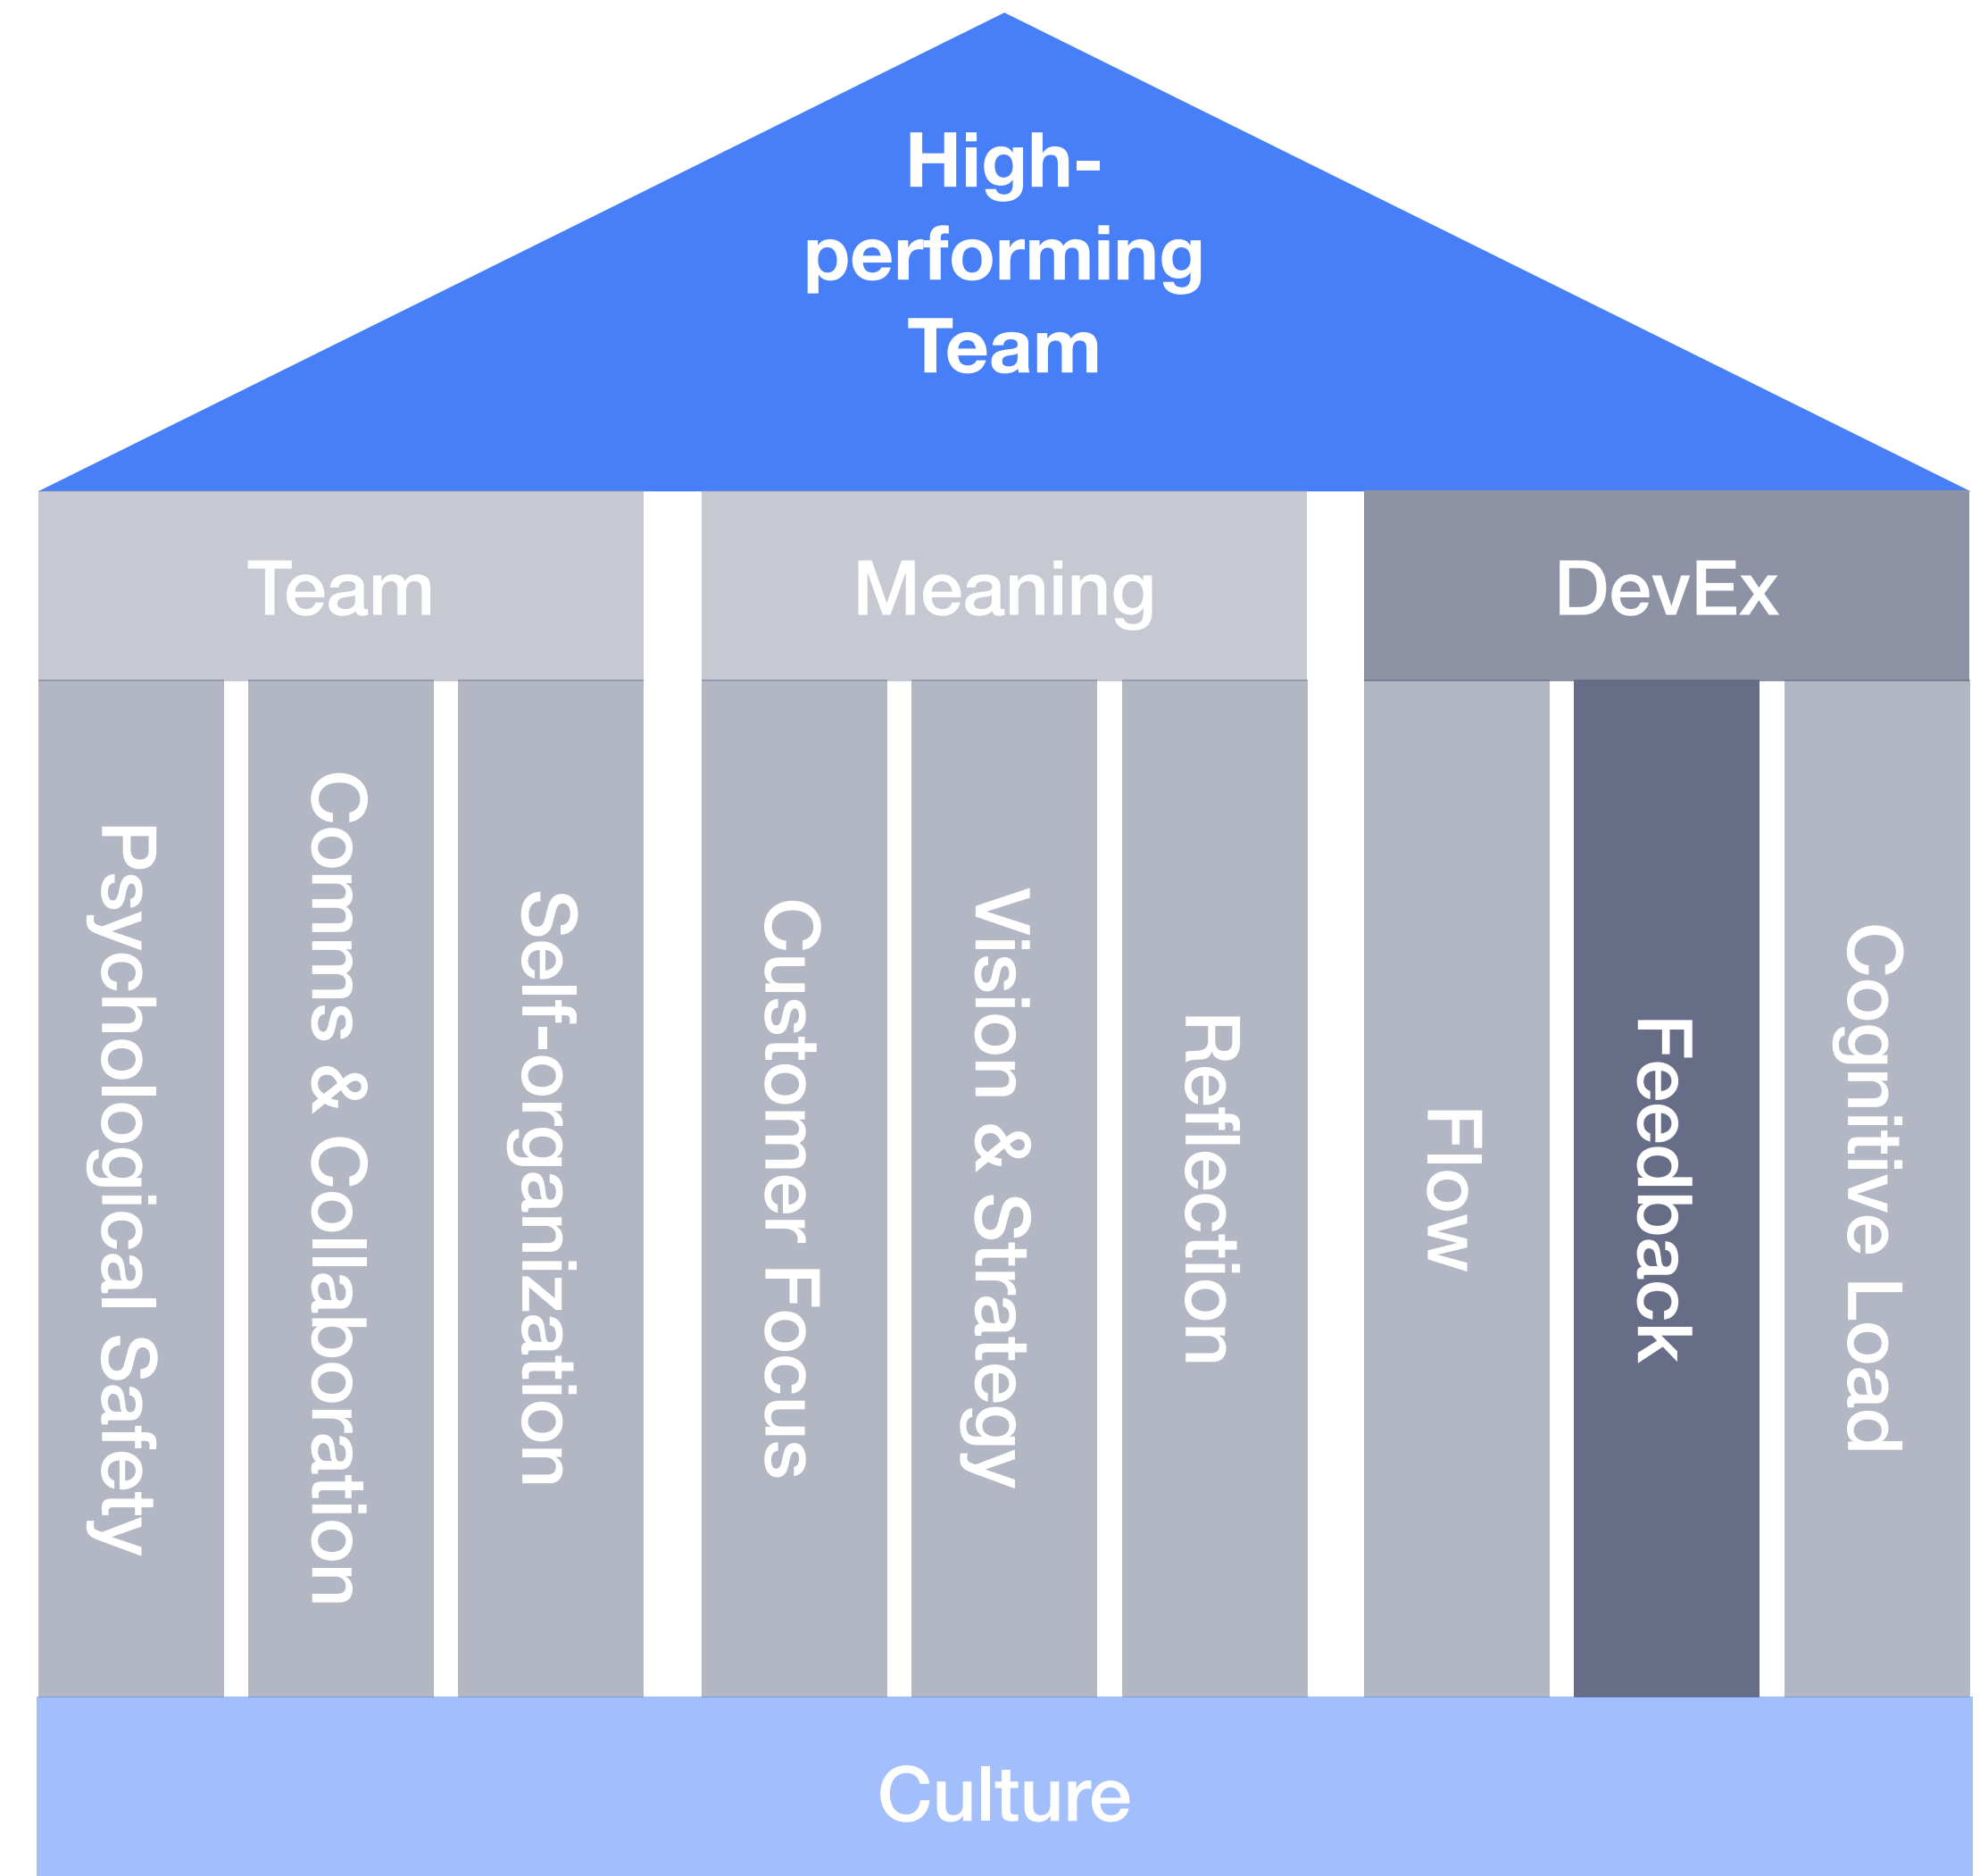 High-
performing
Team
Team
Meaning
DevEx
Psychological Safety
Comms & Collaboration
Self-organization
Customer Focus
Vision & Strategy
Reflection
Flow
Feedback
Cognitive Load
Culture